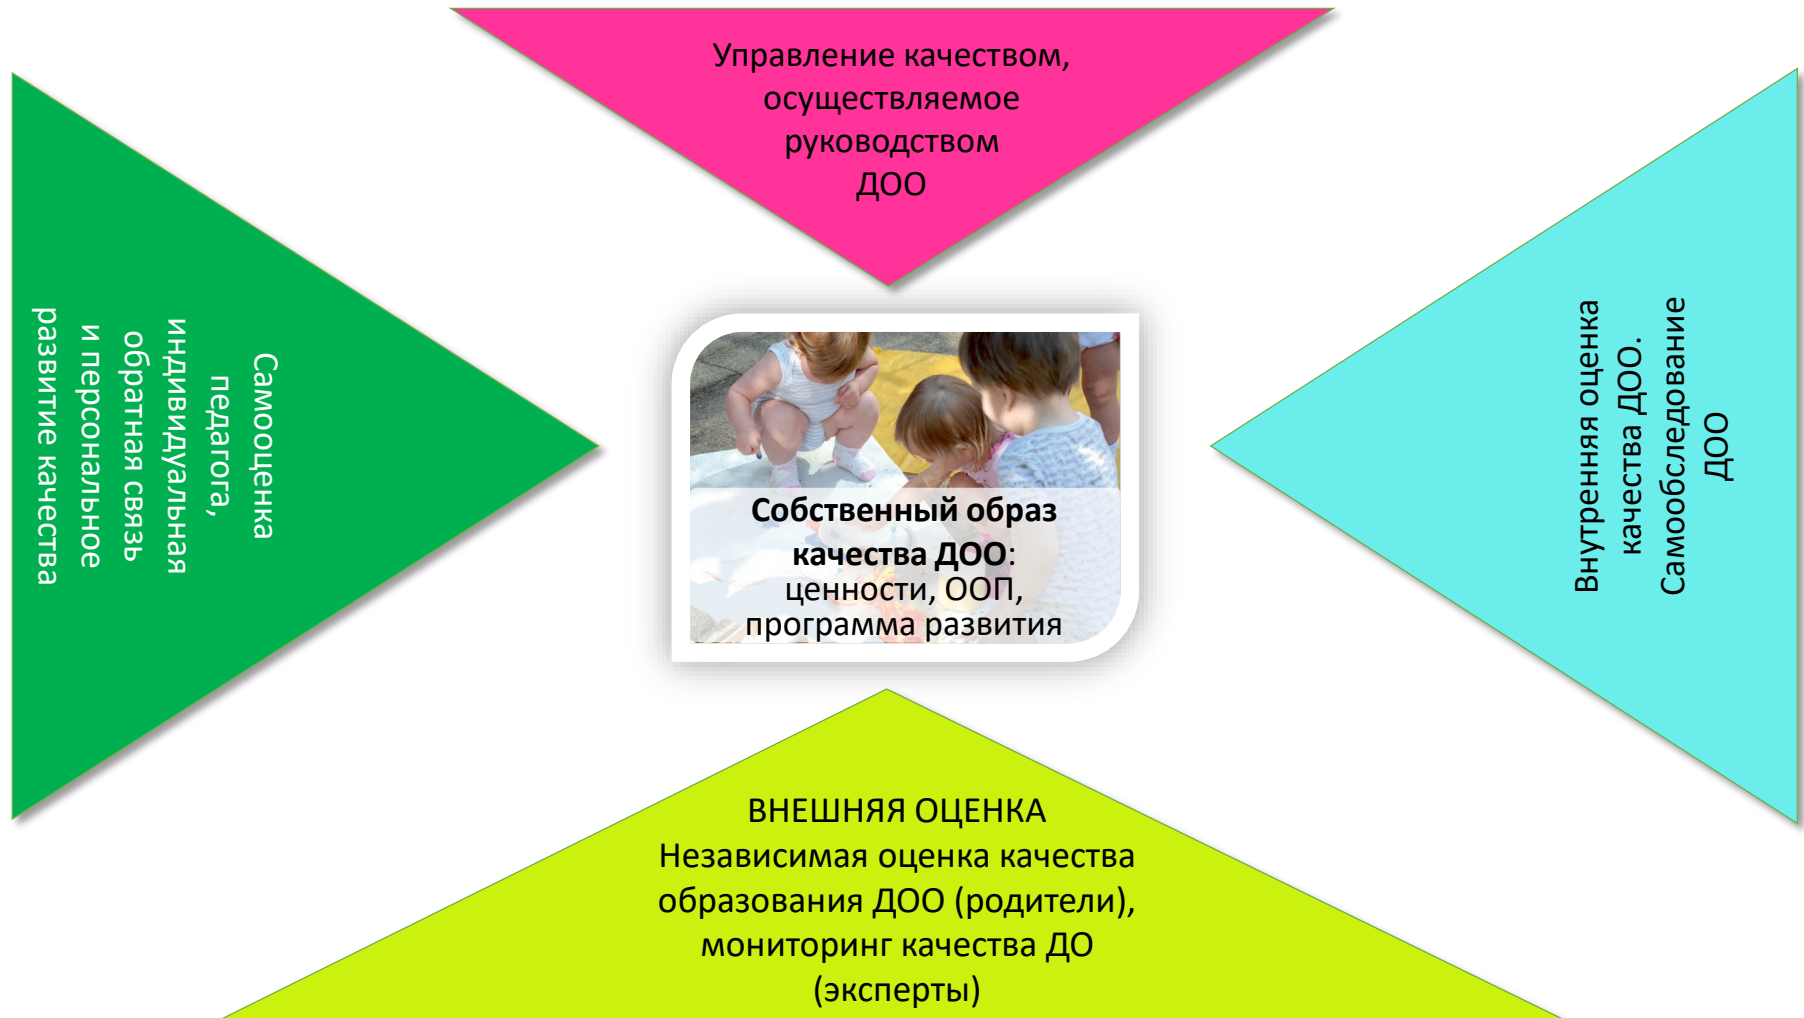 Управление качеством,
осуществляемое
руководством
ДОО
Самооценка
педагога,
индивидуальная
обратная связь
и персональное
развитие качества
Собственный образ
качества ДОО:
ценности, ООП,
программа развития
Внутренняя оценка
качества ДОО.
Самообследование
ДОО
ВНЕШНЯЯ ОЦЕНКА
Независимая оценка качества
образования ДОО (родители),
мониторинг качества ДО
(эксперты)